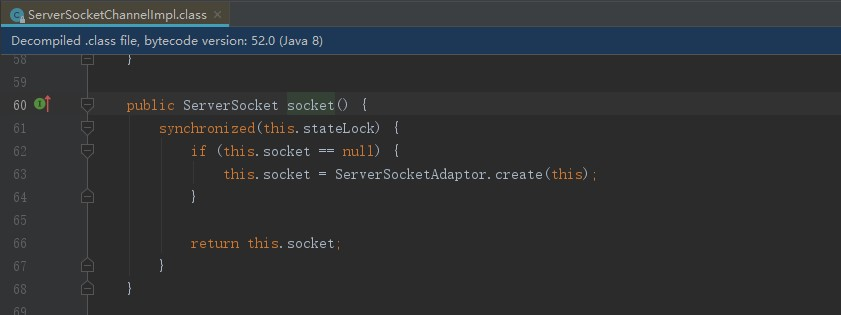 ServerSocketChannelImpl.class
Decompiled .class file, bytecode version: 52.0 (Java 8)
58 }
59
60 public ServerSocket socket() {
61 synchronized(this.stateLock) {
62 if (this.socket == null) {
63 this.socket = ServerSocketAdaptor.create(this);
64 }
65
66 return this.socket;
67 }
68 }
69